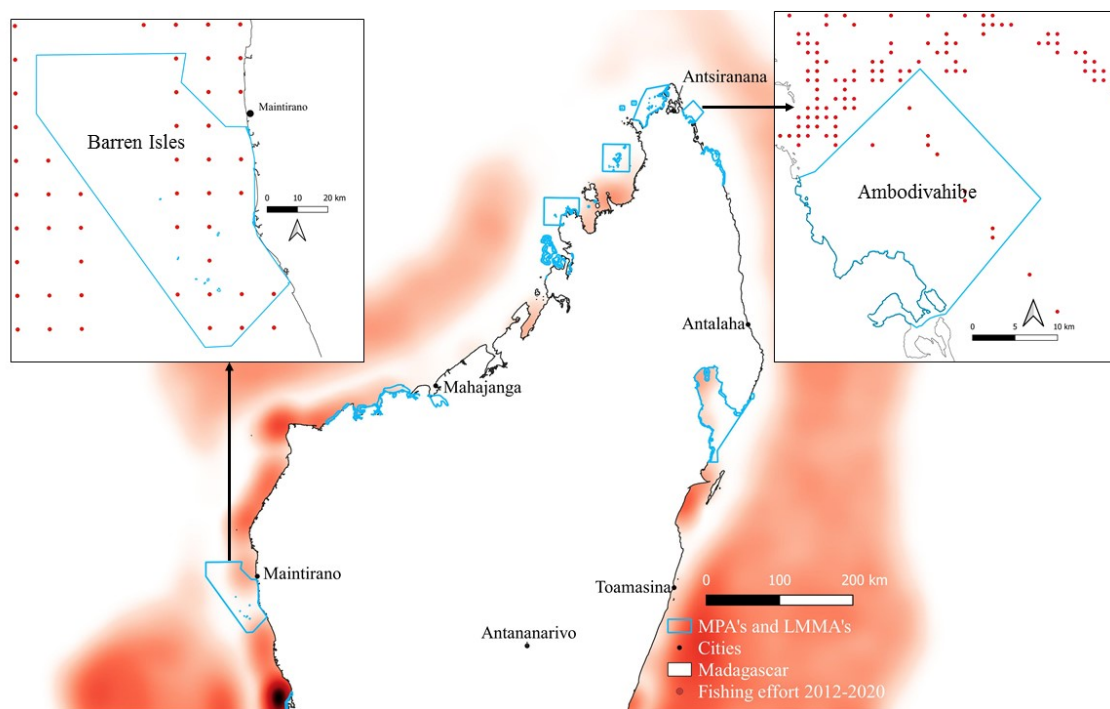 Maintirano
Barren Isles
0 10 20 km
Antsiranana
Ambodivahibe
0 5 10 km
Antalaha
Mahajanga
Maintirano
Toamasina
0 100 200 km
Antananarivo
MPA's and LMMA's
Cities
Madagascar
Fishing effort 2012-2020